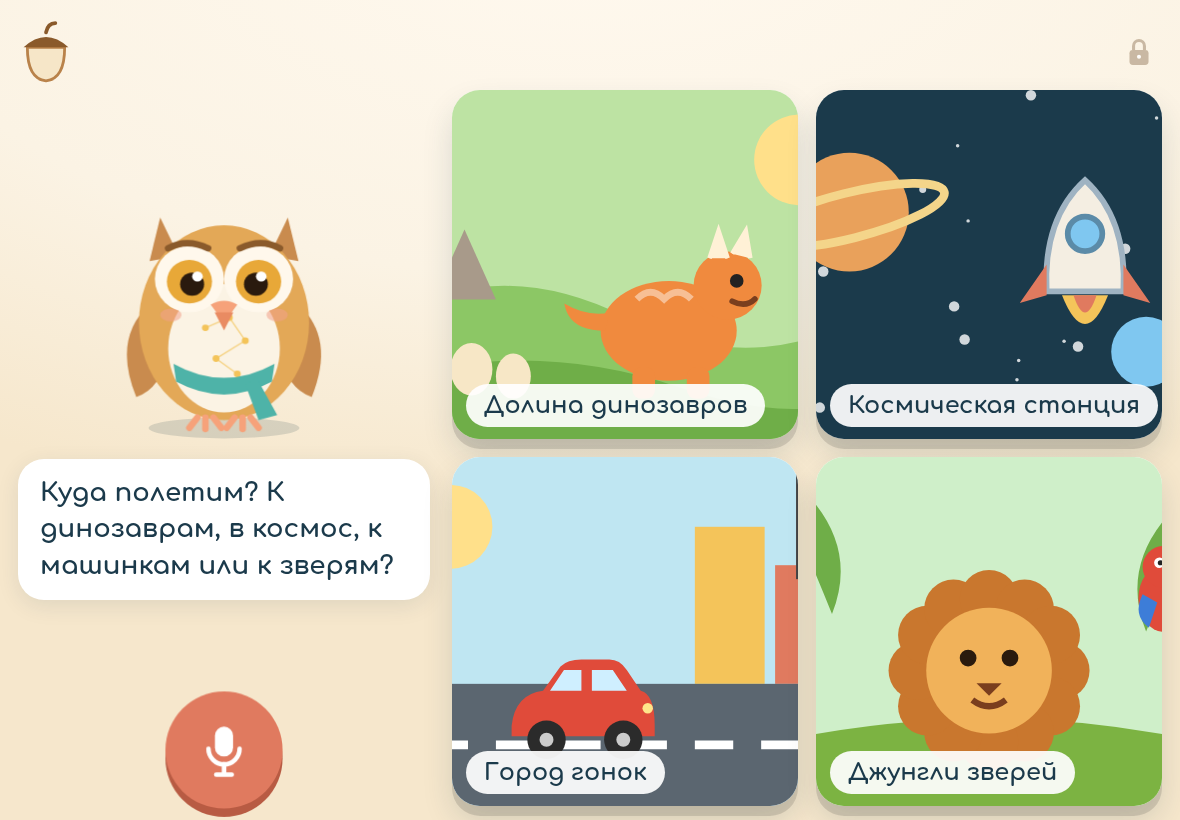 Долина динозавров
Космическая станция
Куда полетим? К
динозаврам, в космос, к
машинкам или к зверям?
Город гонок
Джунгли зверей